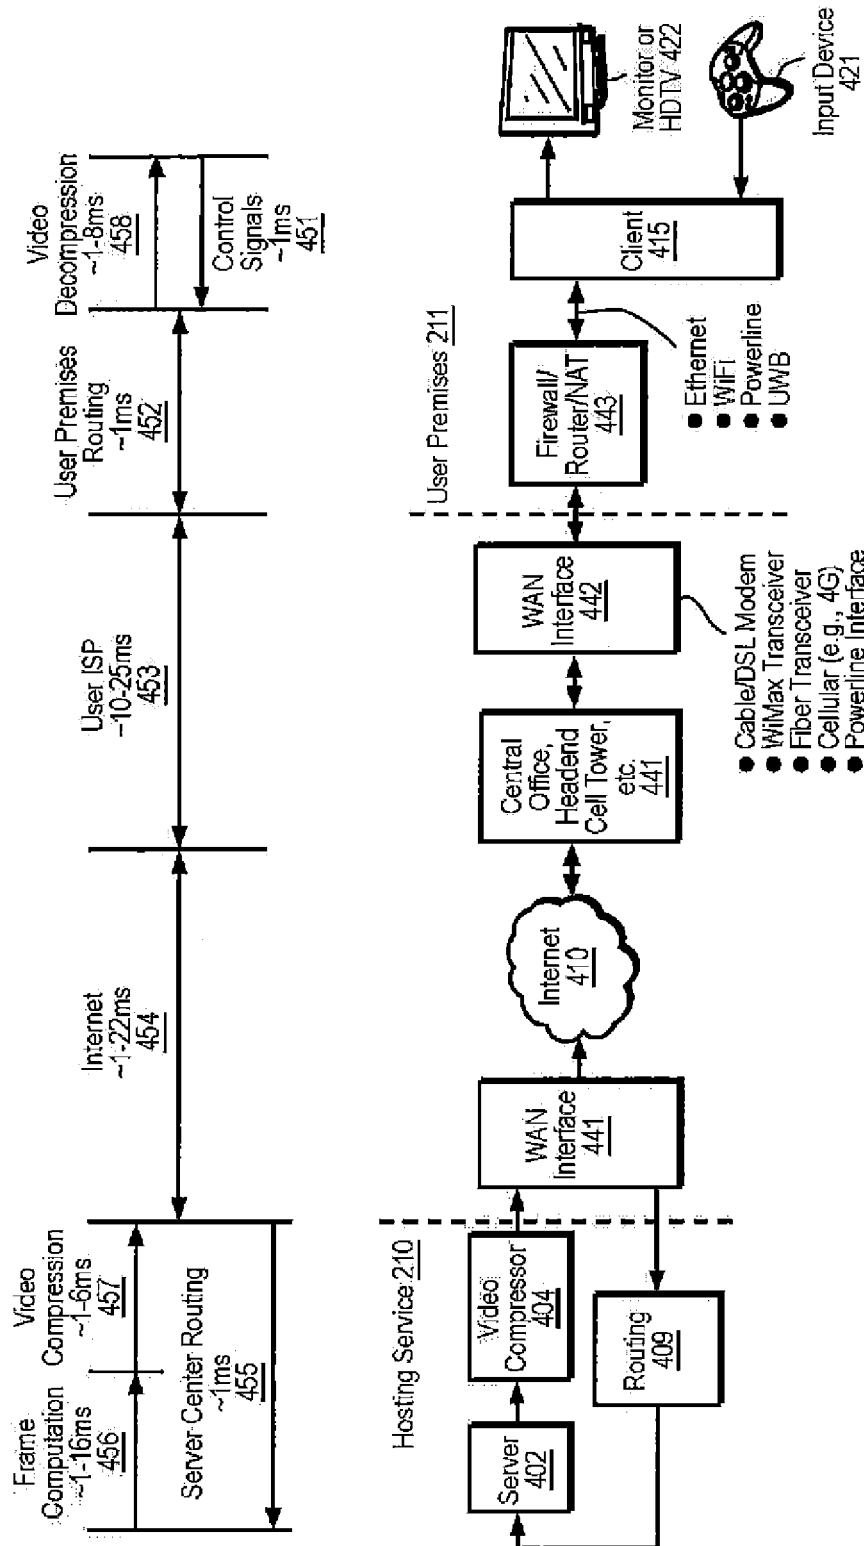 Frame
Computation
~1-16ms
456
Video
Compression
~1-6ms
457
Server Center Routing
~1ms
455
Internet
~1-22ms
454
User ISP
~10-25ms
453
User Premises
Routing
~1ms
452
Video
Decompression
~1-8ms
458
Control
Signals
~1ms
451
Hosting Service 210
Server
402
Video
Compressor
404
Routing
409
WAN
Interface
441
Internet
410
Central
Office,
Headend
Cell Tower,
etc.
441
WAN
Interface
442
● Cable/DSL Modem
● WiMax Transceiver
● Fiber Transceiver
● Cellular (e.g., 4G)
● Powerline Interface
User Premises 211
Firewall/
Router/NAT
443
● Ethernet
● WiFi
● Powerline
● UWB
Client
415
Monitor or
HDTV 422
Input Device
421